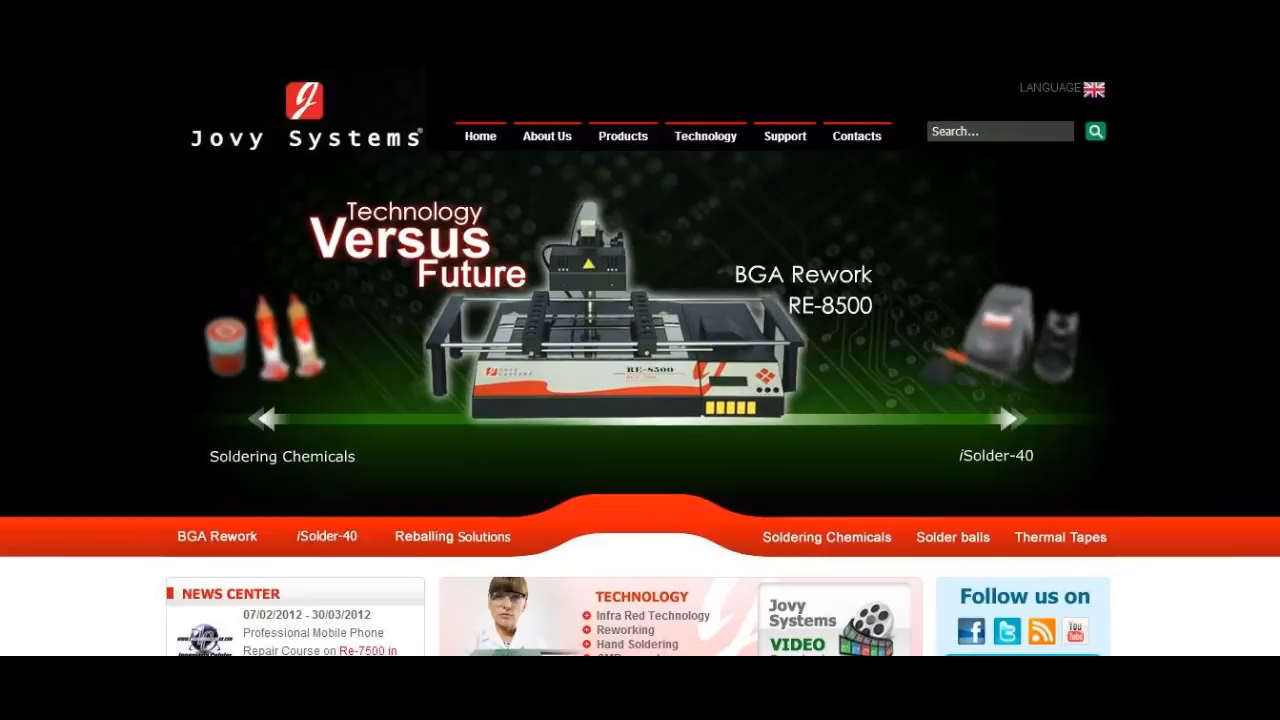 LANGUAGE
Jovy Systems
Home
About Us
Products
Technology
Support
Contacts
Search...
Technology
Versus
Future
BGA Rework
RE-8500
RE-8500
Soldering Chemicals
iSolder-40
BGA Rework
iSolder-40
Reballing Solutions
Soldering Chemicals
Solder balls
Thermal Tapes
NEWS CENTER
07/02/2012 - 30/03/2012
Professional Mobile Phone
Repair Course on Re-7500 in
TECHNOLOGY
Infra Red Technology
Reworking
Hand Soldering
Jovy
Systems
VIDEO
Follow us on
You
Tube